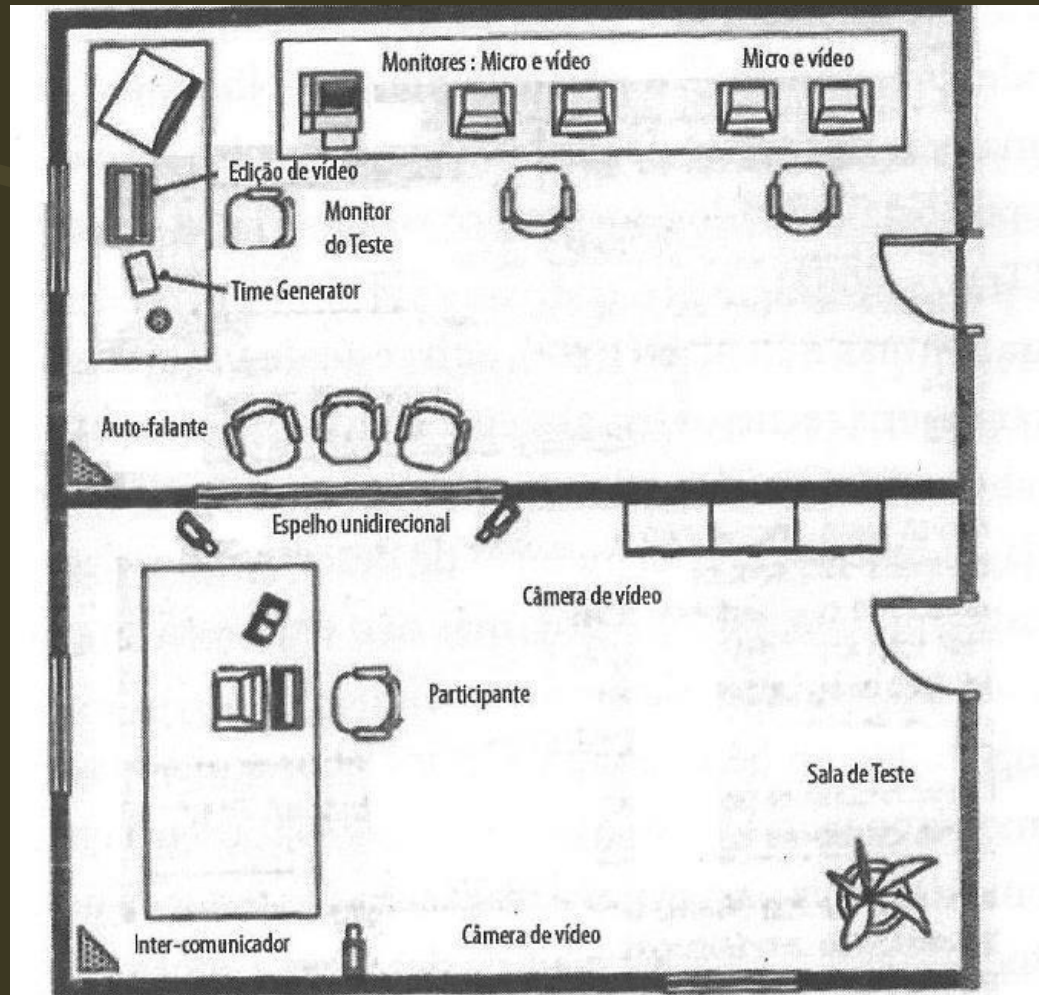 Monitores : Micro e vídeo
Micro e vídeo
Edição de vídeo
Monitor
do Teste
Time Generator
Auto-falante
Espelho unidirecional
Câmera de vídeo
Participante
Sala de Teste
Inter-comunicador
Câmera de vídeo